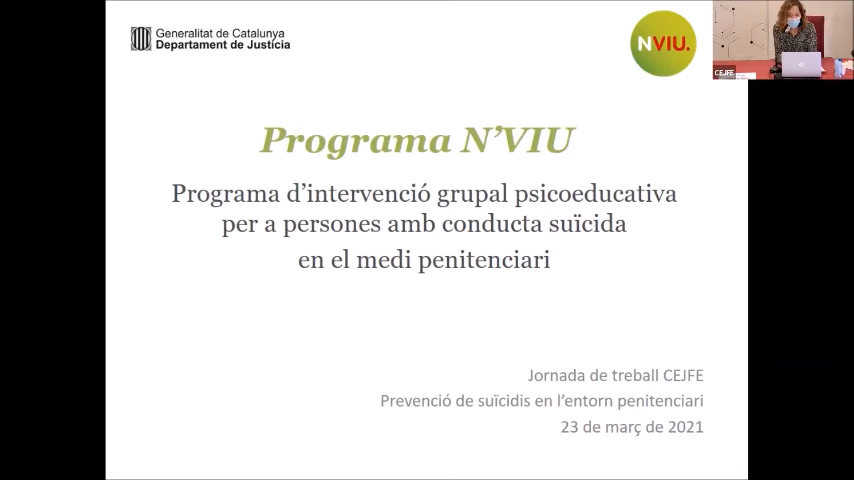 Generalitat de Catalunya
Departament de Justícia
NVIU.
CEJFE
Programa N'VIU
Programa d'intervenció grupal psicoeducativa
per a persones amb conducta suïcida
en el medi penitenciari
Jornada de treball CEJFE
Prevenció de suïcidis en l'entorn penitenciari
23 de març de 2021